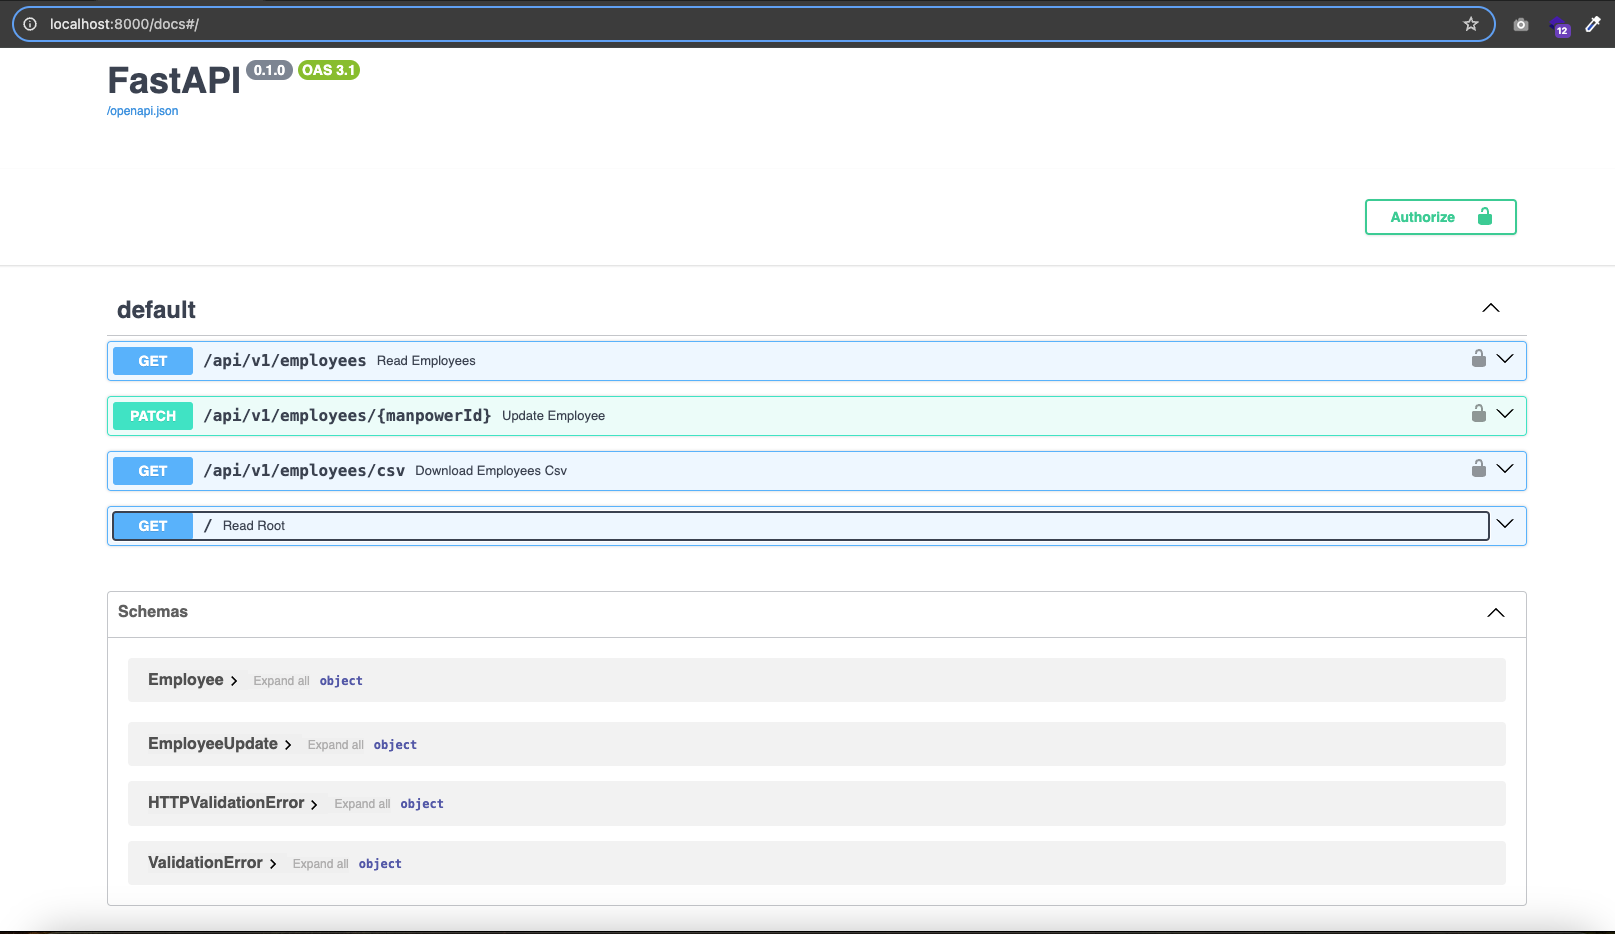 localhost:8000/docs#/
12
FastAPI 0.1.0 OAS 3.1
/openapi.json
Authorize
default
GET /api/v1/employees Read Employees
PATCH /api/v1/employees/{manpowerId} Update Employee
GET /api/v1/employees/csv Download Employees Csv
GET / Read Root
Schemas
Employee Expand all object
EmployeeUpdate Expand all object
HTTPValidationError Expand all object
ValidationError Expand all object